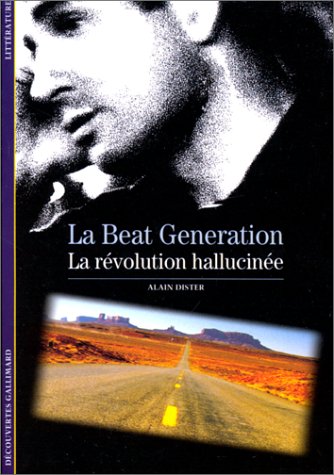 LITTÉRATURE
La Beat Generation
La révolution hallucinée
ALAIN DISTER
DÉCOUVERTES GALLIMARD